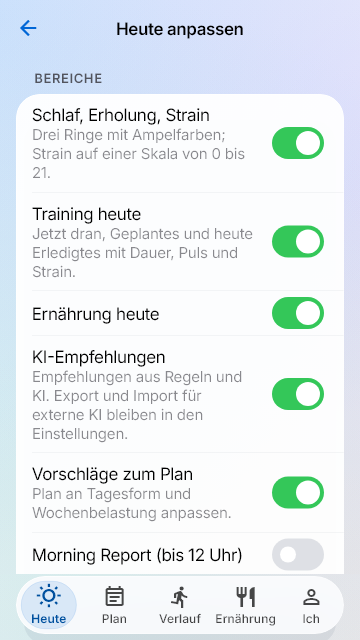 Heute anpassen
BEREICHE
Schlaf, Erholung, Strain
Drei Ringe mit Ampelfarben;
Strain auf einer Skala von 0 bis
21.
Training heute
Jetzt dran, Geplantes und heute
Erledigtes mit Dauer, Puls und
Strain.
Ernährung heute
KI-Empfehlungen
Empfehlungen aus Regeln und
KI. Export und Import für
externe KI bleiben in den
Einstellungen.
Vorschläge zum Plan
Plan an Tagesform und
Wochenbelastung anpassen.
Morning Report (bis 12 Uhr)
Heute Plan Verlauf Ernährung Ich